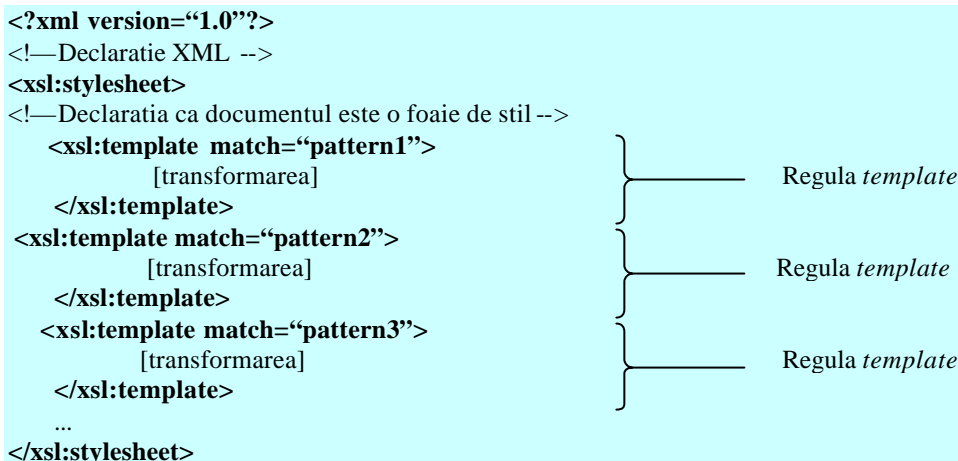 <?xml version=“1.0”?>
<!—Declaratie XML -->
<xsl:stylesheet>
<!—Declaratia ca documentul este o foaie de stil -->
<xsl:template match=“pattern1”>
[transformarea] Regula template
</xsl:template>
<xsl:template match=“pattern2”>
[transformarea] Regula template
</xsl:template>
<xsl:template match=“pattern3”>
[transformarea] Regula template
</xsl:template>
...
</xsl:stylesheet>